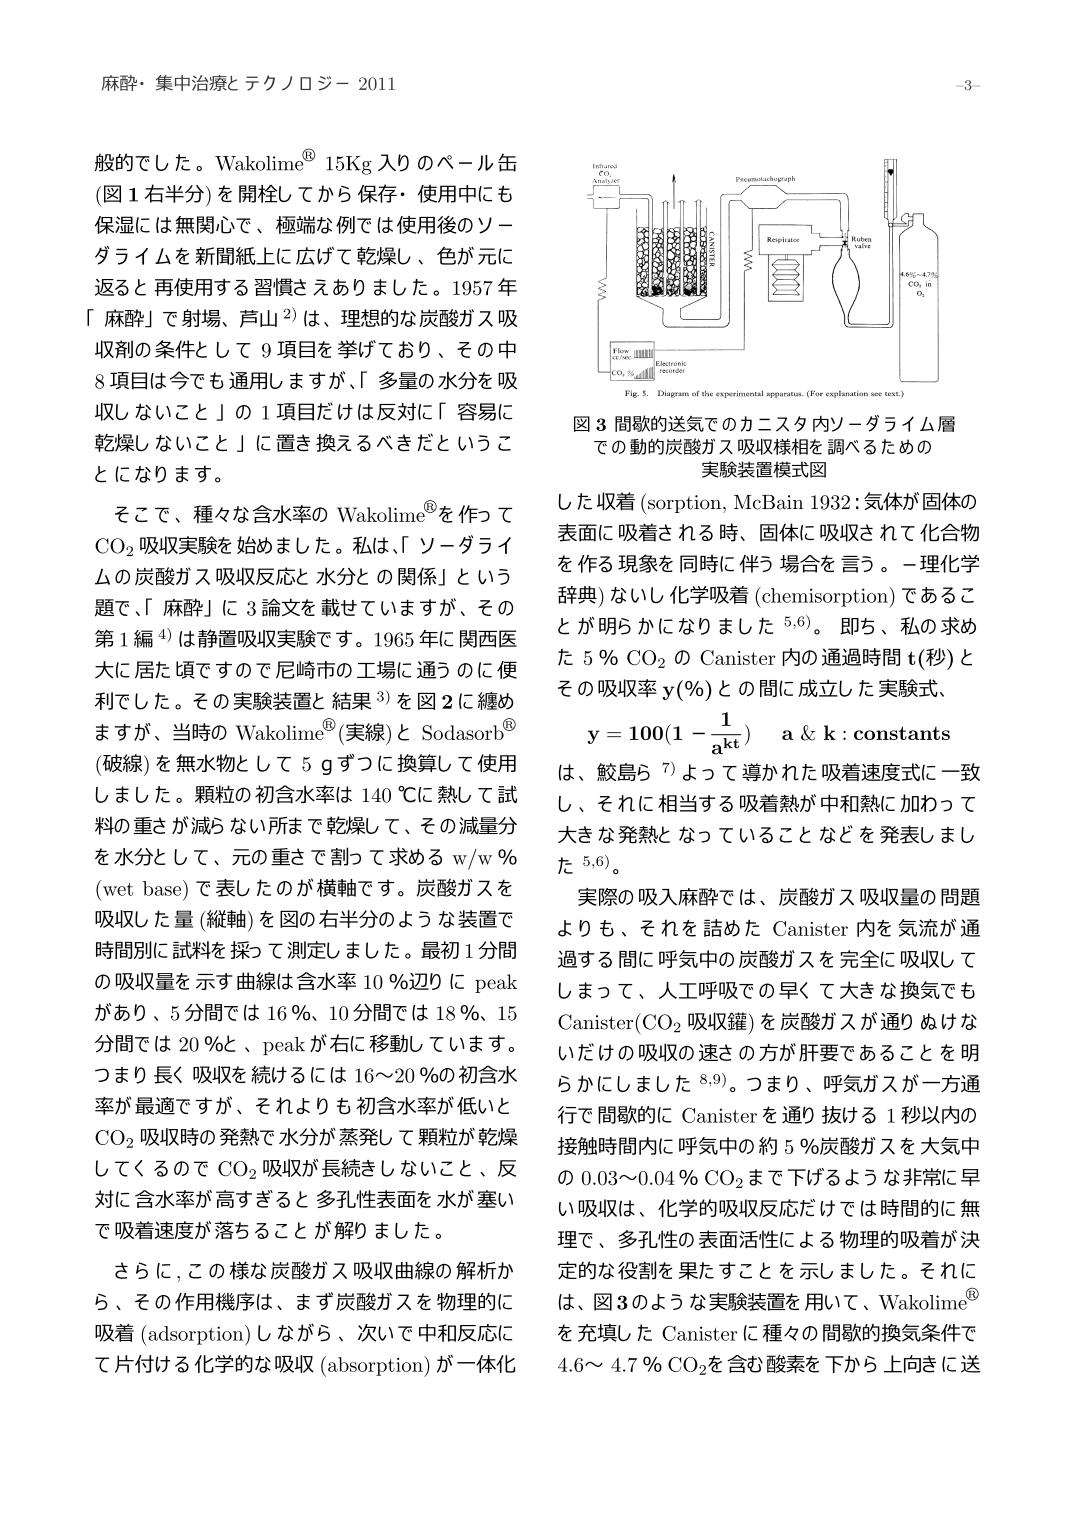 麻酔・集中治療とテクノロジー 2011
–3–
般的でした。Wakolime® 15Kg 入りのペール缶
(図 1 右半分) を開栓してから保存・使用中にも
保湿には無関心で、極端な例では使用後のソー
ダライムを新聞紙上に広げて乾燥し、色が元に
返ると再使用する習慣さえありました。1957 年
「麻酔」で射場、芦山 2) は、理想的な炭酸ガス吸
収剤の条件として 9 項目を挙げており、その中
8 項目は今でも通用しますが、「多量の水分を吸
収しないこと」の 1 項目だけは反対に「容易に
乾燥しないこと」に置き換えるべきだというこ
とになります。
そこで、種々な含水率の Wakolime®を作って
CO₂ 吸収実験を始めました。私は、「ソーダライ
ムの炭酸ガス吸収反応と水分との関係」という
題で、「麻酔」に 3 論文を載せていますが、その
第 1 編 4) は静置吸収実験です。1965 年に関西医
大に居た頃ですので尼崎市の工場に通うのに便
利でした。その実験装置と結果 3) を図 2 に纏め
ますが、当時の Wakolime®(実線) と Sodasorb®
(破線) を無水物として 5 gずつに換算して使用
しました。顆粒の初含水率は 140 ℃に熱して試
料の重さが減らない所まで乾燥して、その減量分
を水分として、元の重さで割って求める w/w %
(wet base) で表したのが横軸です。炭酸ガスを
吸収した量 (縦軸) を図の右半分のような装置で
時間別に試料を採って測定しました。最初 1 分間
の吸収量を示す曲線は含水率 10 %辺りに peak
があり、5 分間では 16 %、10 分間では 18 %、15
分間では 20 %と、peak が右に移動しています。
つまり長く吸収を続けるには 16〜20 %の初含水
率が最適ですが、それよりも初含水率が低いと
CO₂ 吸収時の発熱で水分が蒸発して顆粒が乾燥
してくるので CO₂ 吸収が長続きしないこと、反
対に含水率が高すぎると多孔性表面を水が塞い
で吸着速度が落ちることが解りました。
さらに, この様な炭酸ガス吸収曲線の解析か
ら、その作用機序は、まず炭酸ガスを物理的に
吸着 (adsorption) しながら、次いで中和反応に
て片付ける化学的な吸収 (absorption) が一体化
Infrared
CO₂
Analyzer
Pneumotachograph
CANISTER
Respirator
Ruben
valve
4.6%~4.7%
CO₂ in
O₂
Flow
cc/sec.
CO₂ %
Electronic
recorder
Fig. 5. Diagram of the experimental apparatus. (For explanation see text.)
図 3 間歇的送気でのカニスタ内ソーダライム層
での動的炭酸ガス吸収様相を調べるための
実験装置模式図
した収着 (sorption, McBain 1932 : 気体が固体の
表面に吸着される時、固体に吸収されて化合物
を作る現象を同時に伴う場合を言う。－理化学
辞典) ないし化学吸着 (chemisorption) であるこ
とが明らかになりました 5,6)。 即ち、私の求め
た 5 % CO₂ の Canister 内の通過時間 t(秒) と
その吸収率 y(%) との間に成立した実験式、
y = 100(1 − 1/a^kt) a & k : constants
は、鮫島ら 7) よって導かれた吸着速度式に一致
し、それに相当する吸着熱が中和熱に加わって
大きな発熱となっていることなどを発表しまし
た 5,6)。
実際の吸入麻酔では、炭酸ガス吸収量の問題
よりも、それを詰めた Canister 内を気流が通
過する間に呼気中の炭酸ガスを完全に吸収して
しまって、人工呼吸での早くて大きな換気でも
Canister(CO₂ 吸収鑵) を炭酸ガスが通りぬけな
いだけの吸収の速さの方が肝要であることを明
らかにしました 8,9)。つまり、呼気ガスが一方通
行で間歇的に Canister を通り抜ける 1 秒以内の
接触時間内に呼気中の約 5 %炭酸ガスを大気中
の 0.03〜0.04 % CO₂まで下げるような非常に早
い吸収は、化学的吸収反応だけでは時間的に無
理で、多孔性の表面活性による物理的吸着が決
定的な役割を果たすことを示しました。それに
は、図 3のような実験装置を用いて、Wakolime®
を充填した Canister に種々の間歇的換気条件で
4.6〜 4.7 % CO₂を含む酸素を下から上向きに送